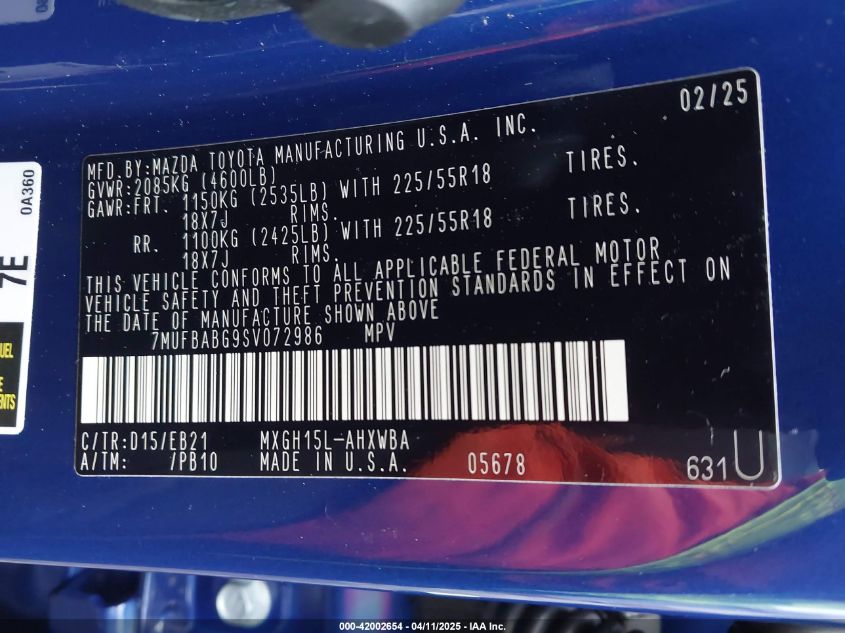 02/25
MFD.BY:MAZDA TOYOTA MANUFACTURING U.S.A. INC.
GVWR:2085KG (4600LB)
GAWR:FRT. 1150KG (2535LB) WITH 225/55R18 TIRES.
18X7J RIMS.
RR. 1100KG (2425LB) WITH 225/55R18 TIRES.
18X7J RIMS.
THIS VEHICLE CONFORMS TO ALL APPLICABLE FEDERAL MOTOR
VEHICLE SAFETY AND THEFT PREVENTION STANDARDS IN EFFECT ON
THE DATE OF MANUFACTURE SHOWN ABOVE
7MUFBABG9SV072986 MPV
C/TR:D15/EB21 MXGH15L-AHXWBA
A/TM: /PB10 MADE IN U.S.A. 05678
631U
0A360
7E
000-42002654 - 04/11/2025 - IAA Inc.